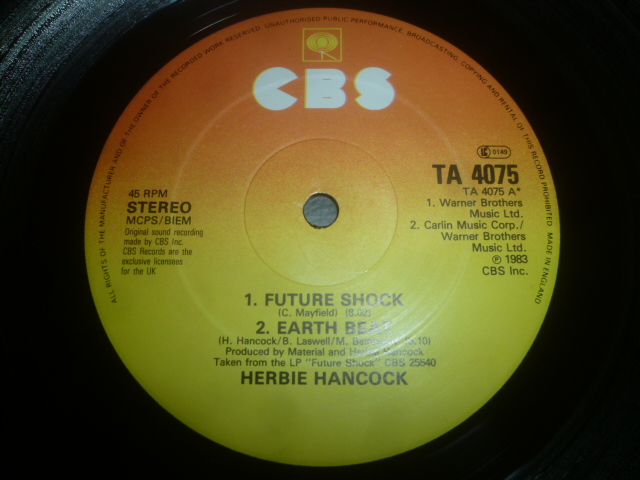 ALL RIGHTS OF THE MANUFACTURER AND OF THE OWNER OF THE RECORDED WORK RESERVED. UNAUTHORISED PUBLIC PERFORMANCE, BROADCASTING, COPYING AND RENTAL OF THIS RECORD PROHIBITED. MADE IN ENGLAND
CBS
45 RPM
STEREO
MCPS/BIEM
Original sound recording
made by CBS Inc.
CBS Records are the
exclusive licensees
for the UK
0149
TA 4075
TA 4075 A*
1. Warner Brothers
Music Ltd.
2. Carlin Music Corp./
Warner Brothers
Music Ltd.
℗ 1983
CBS Inc.
1. FUTURE SHOCK
(C. Mayfield) (8.02)
2. EARTH BEAT
(H. Hancock/B. Laswell/M.
Produced by Material and Herbie Hancock
Taken from the LP "Future Shock" CBS 25540
HERBIE HANCOCK